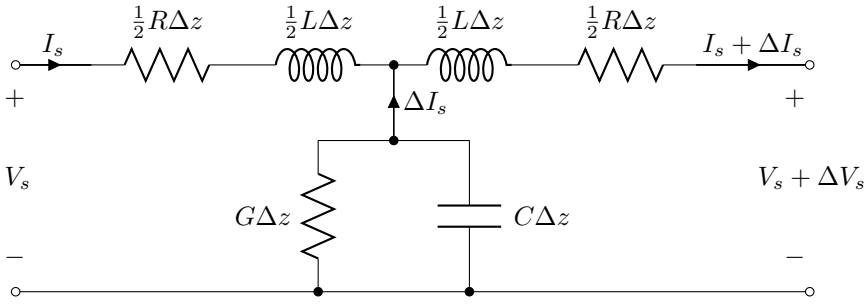 ½RΔz ½LΔz ½LΔz ½RΔz
I_s I_s + ΔI_s
+ ΔI_s +
V_s V_s + ΔV_s
GΔz CΔz
− −